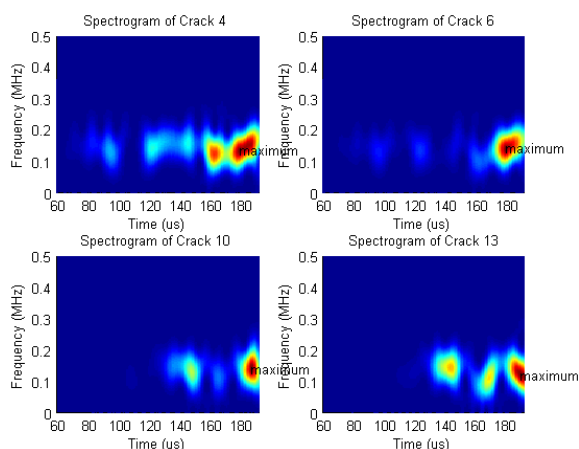 Spectrogram of Crack 4
0.5
0.4
0.3
0.2
0.1
0
Frequency (MHz)
maximum
60 80 100 120 140 160 180
Time (us)
Spectrogram of Crack 6
0.5
0.4
0.3
0.2
0.1
0
Frequency (MHz)
maximum
60 80 100 120 140 160 180
Time (us)
Spectrogram of Crack 10
0.5
0.4
0.3
0.2
0.1
0
Frequency (MHz)
maximum
60 80 100 120 140 160 180
Time (us)
Spectrogram of Crack 13
0.5
0.4
0.3
0.2
0.1
0
Frequency (MHz)
maximum
60 80 100 120 140 160 180
Time (us)